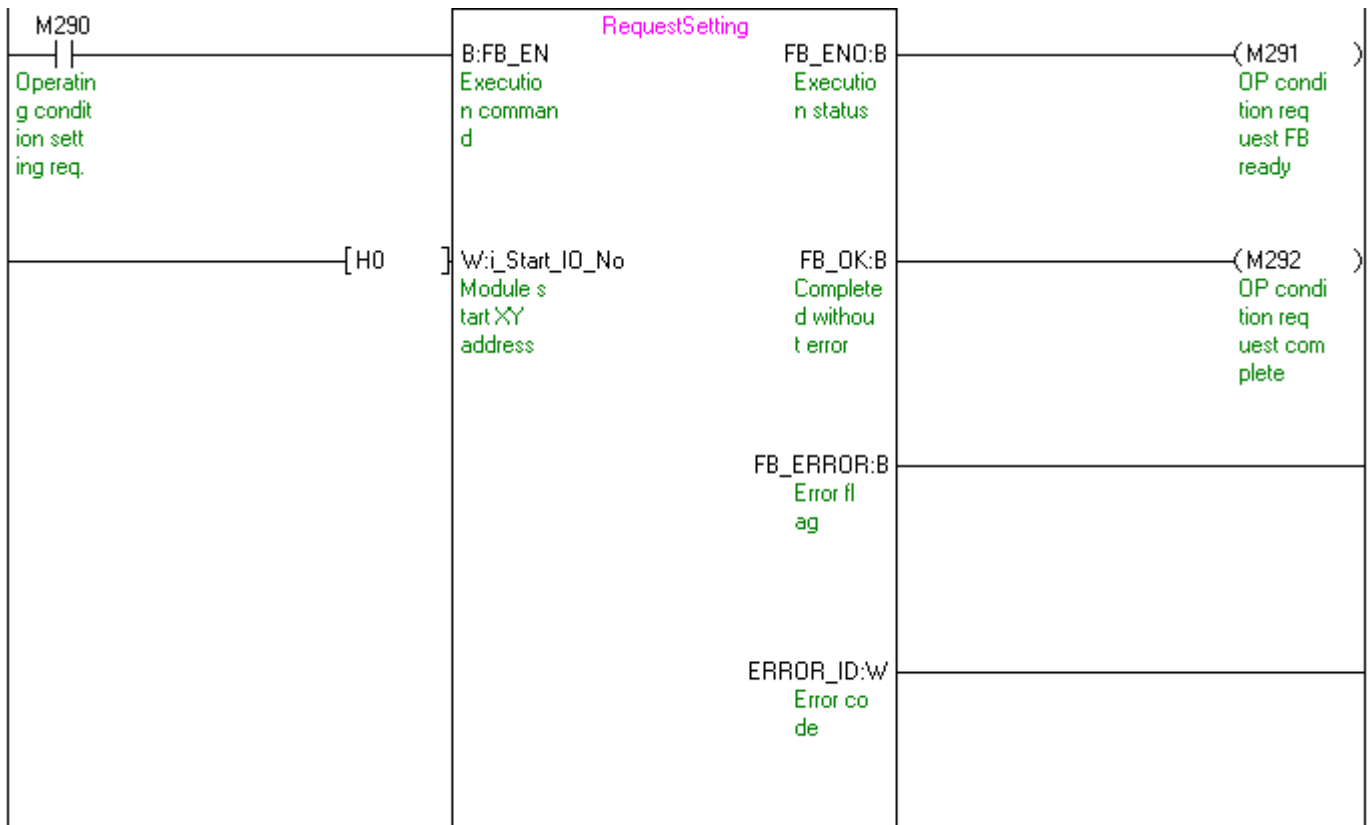 M290
RequestSetting
B:FB_EN
FB_ENO:B
(M291 )
Operatin
g condit
ion sett
ing req.
Executio
n comman
d
Executio
n status
OP condi
tion req
uest FB
ready
[H0 ]
W:i_Start_IO_No
FB_OK:B
(M292 )
Module s
tart XY
address
Complete
d withou
t error
OP condi
tion req
uest com
plete
FB_ERROR:B
Error fl
ag
ERROR_ID:W
Error co
de